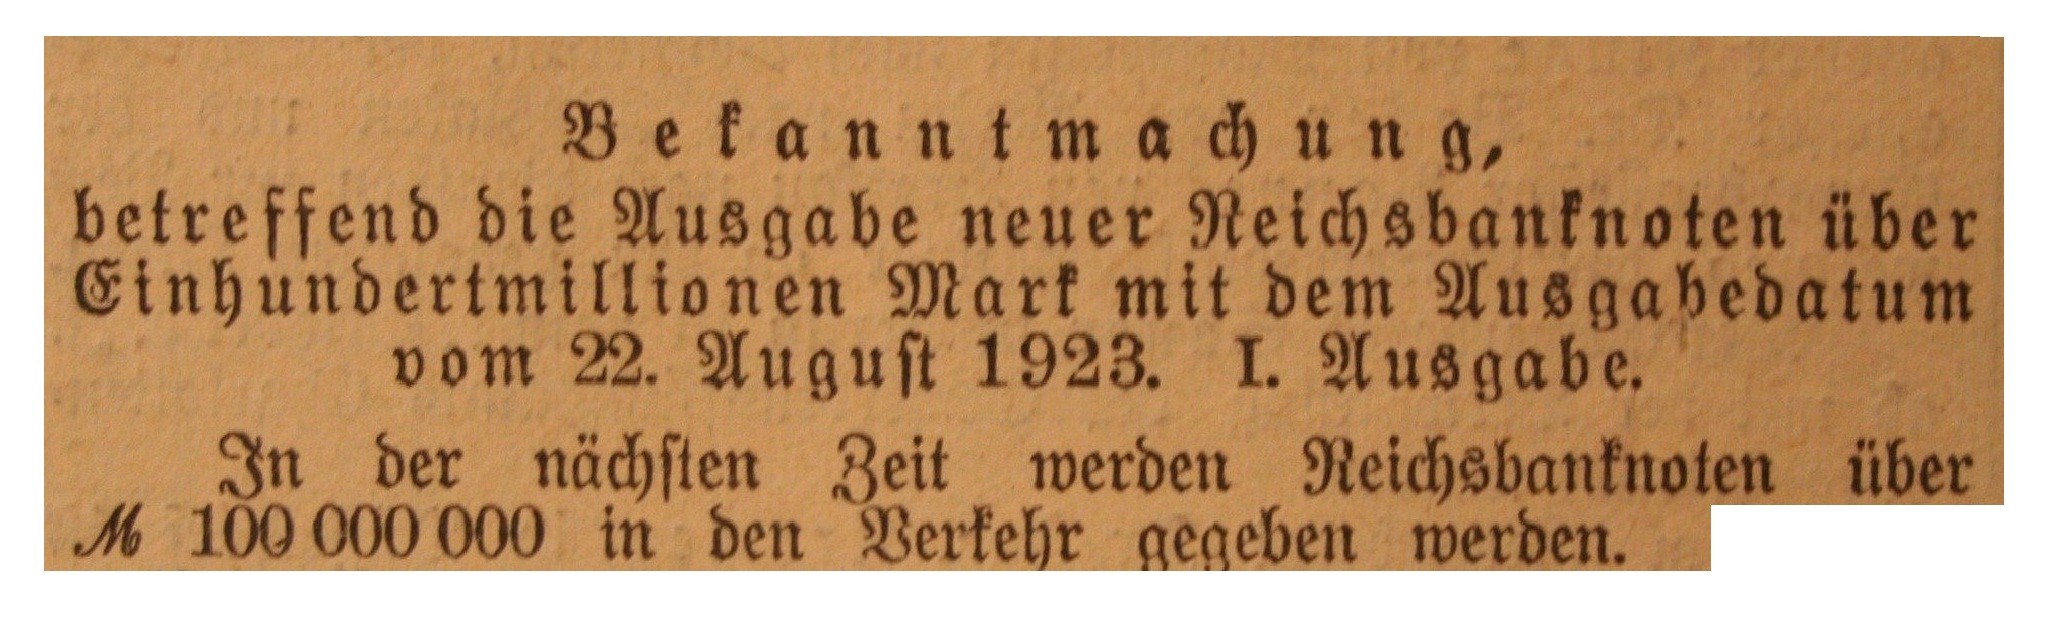 Bekanntmachung,
betreffend die Ausgabe neuer Reichsbanknoten über
Einhundertmillionen Mark mit dem Ausgabedatum
vom 22. Auguſt 1923. I. Ausgabe.
In der nächſten Zeit werden Reichsbanknoten über
ℳ 100 000 000 in den Verkehr gegeben werden.